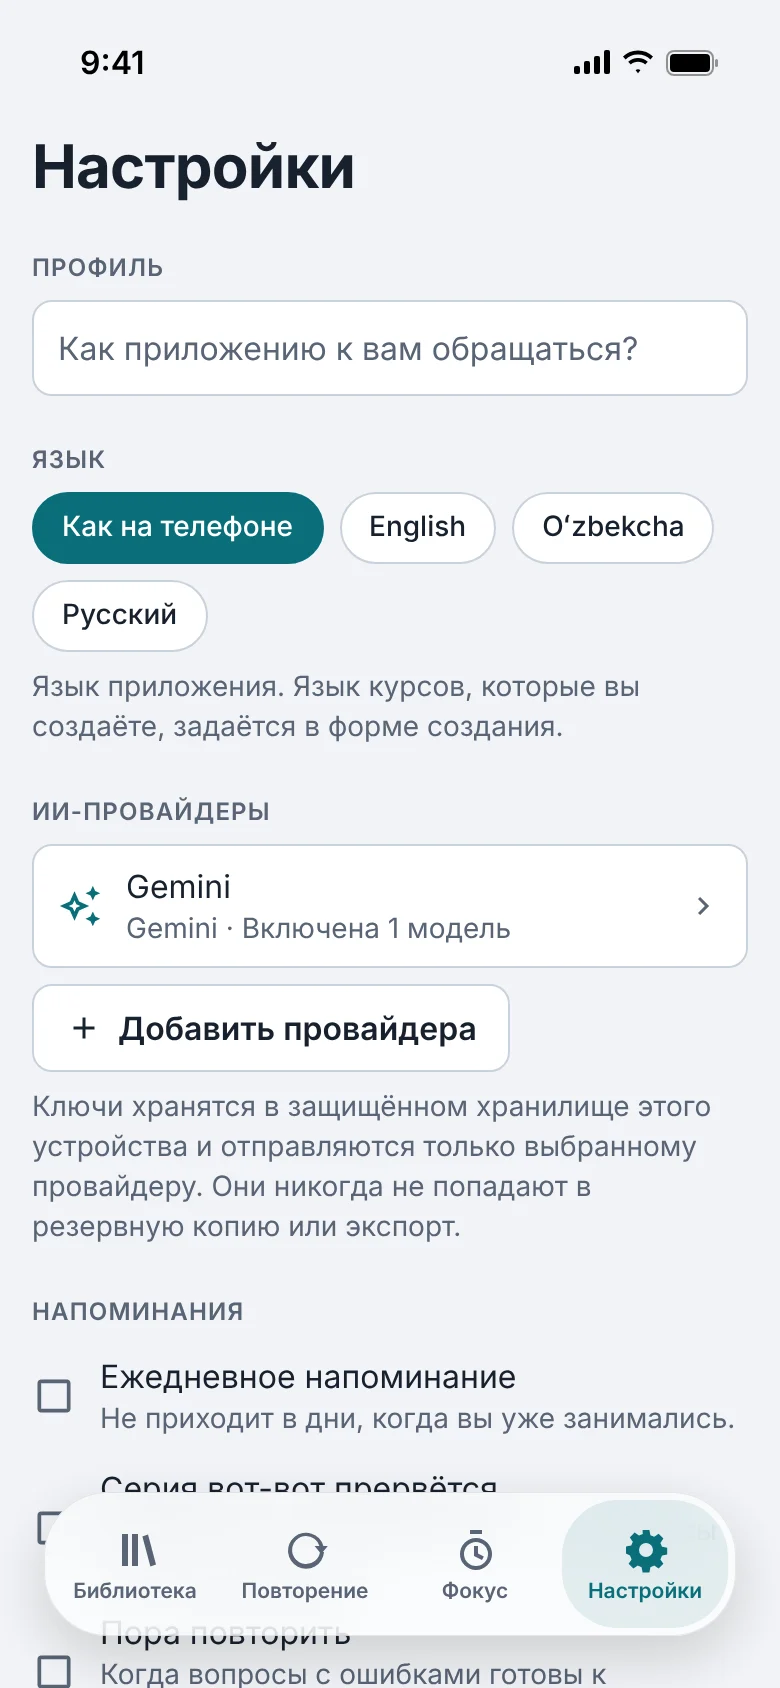 9:41
Настройки
ПРОФИЛЬ
Как приложению к вам обращаться?
ЯЗЫК
Как на телефоне
English
Oʻzbekcha
Русский
Язык приложения. Язык курсов, которые вы
создаёте, задаётся в форме создания.
ИИ-ПРОВАЙДЕРЫ
Gemini
Gemini · Включена 1 модель
Добавить провайдера
Ключи хранятся в защищённом хранилище этого
устройства и отправляются только выбранному
провайдеру. Они никогда не попадают в
резервную копию или экспорт.
НАПОМИНАНИЯ
Ежедневное напоминание
Не приходит в дни, когда вы уже занимались.
Серия вот-вот прервётся
Библиотека
Повторение
Фокус
Настройки
Пора повторить
Когда вопросы с ошибками готовы к